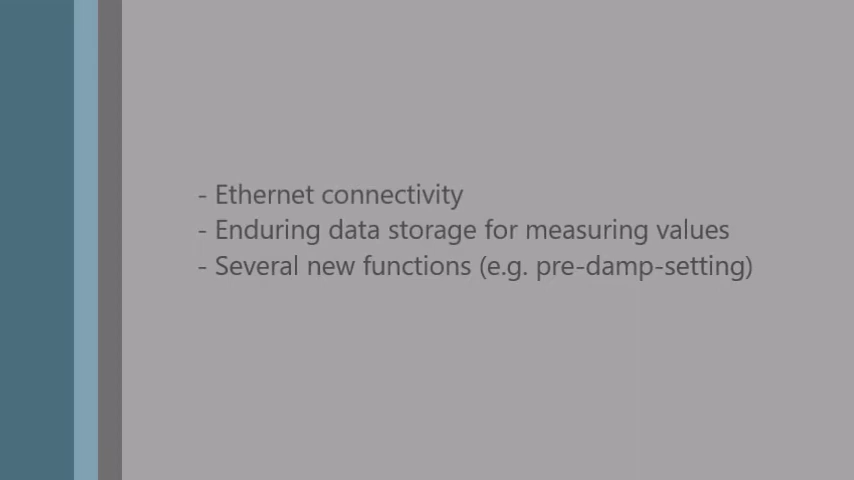 - Ethernet connectivity
- Enduring data storage for measuring values
- Several new functions (e.g. pre-damp-setting)